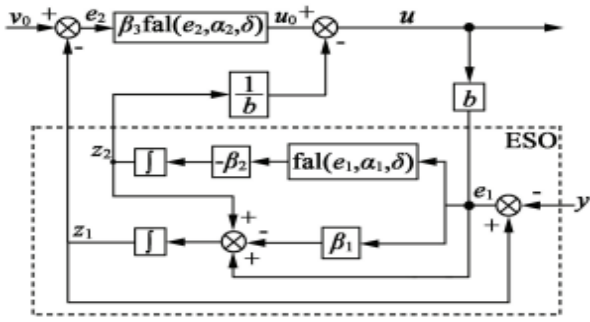 v₀ + e₂ β₃fal(e₂,α₂,δ) u₀ + u
- -
1/b b
ESO
z₂ ∫ -β₂ fal(e₁,α₁,δ) e₁ - y
+ +
z₁ ∫ - β₁
+